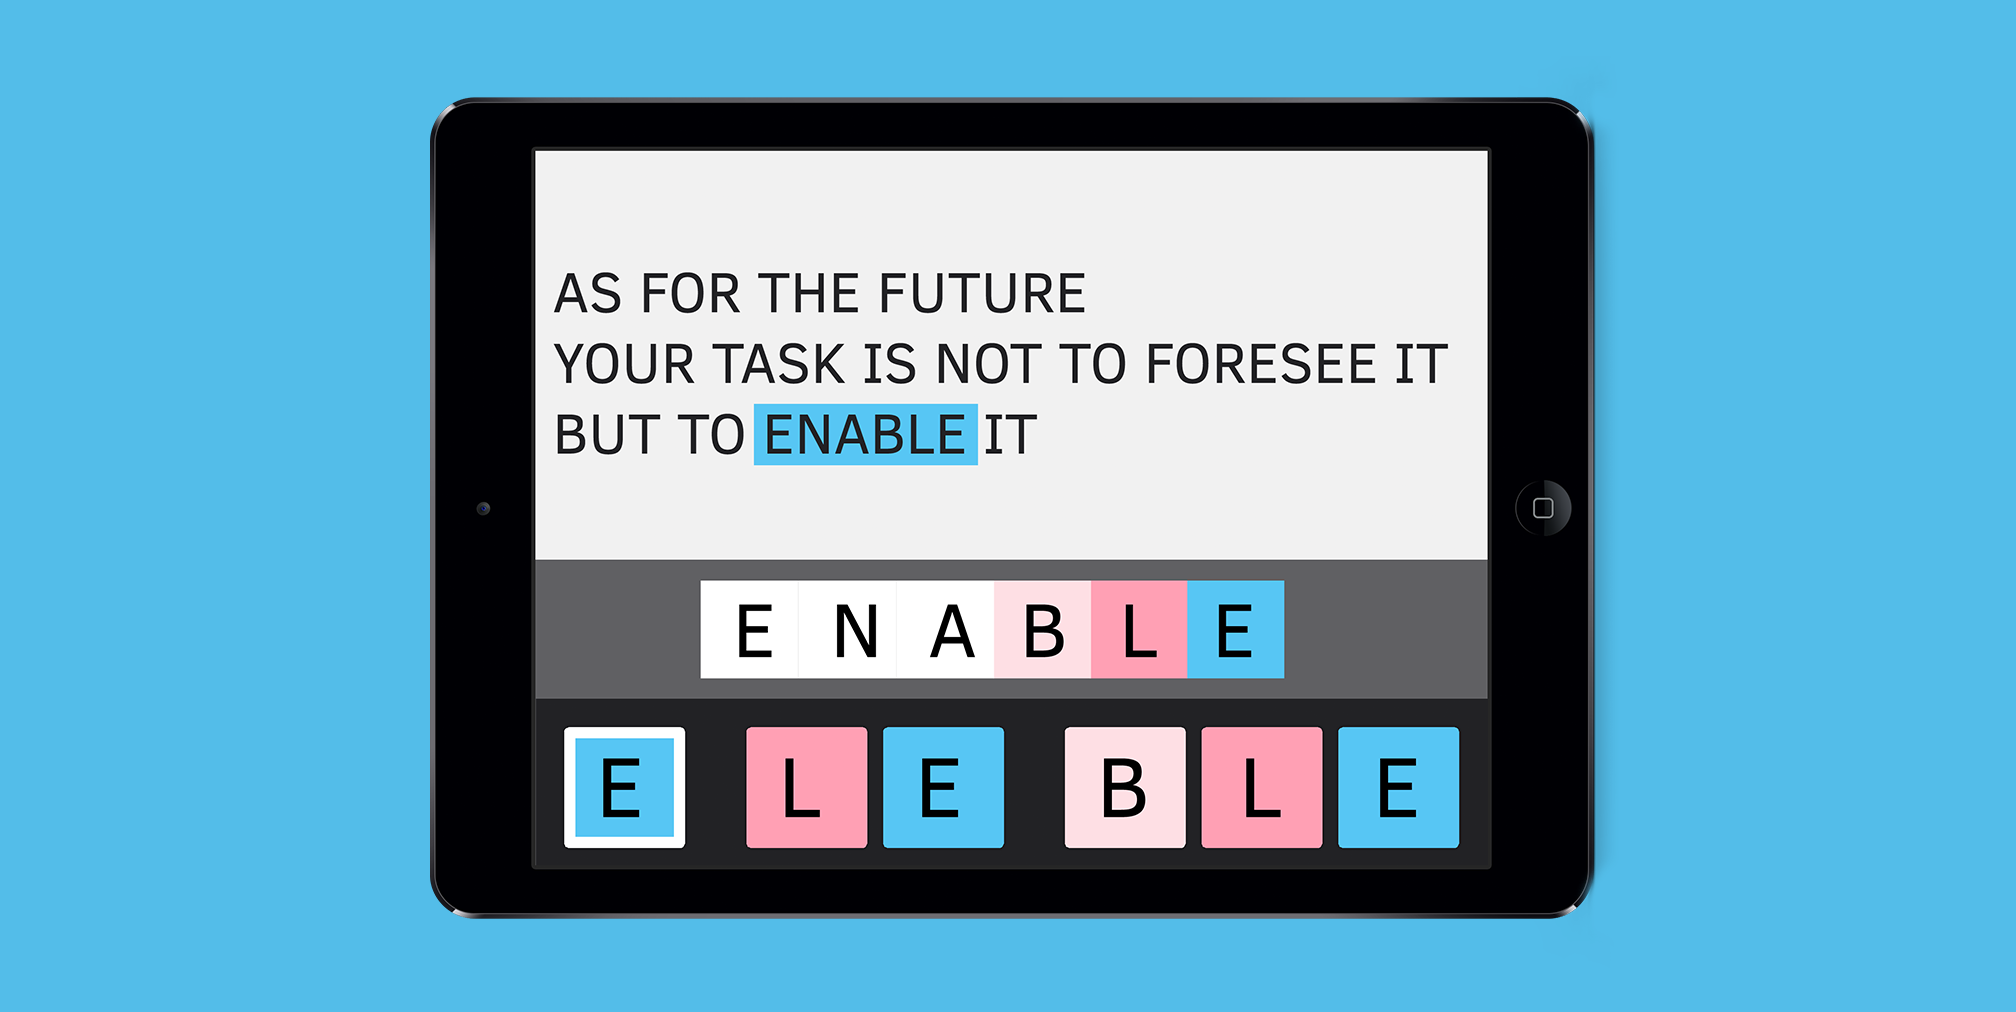 AS FOR THE FUTURE
YOUR TASK IS NOT TO FORESEE IT
BUT TO ENABLE IT
E N A B L E
E L E B L E